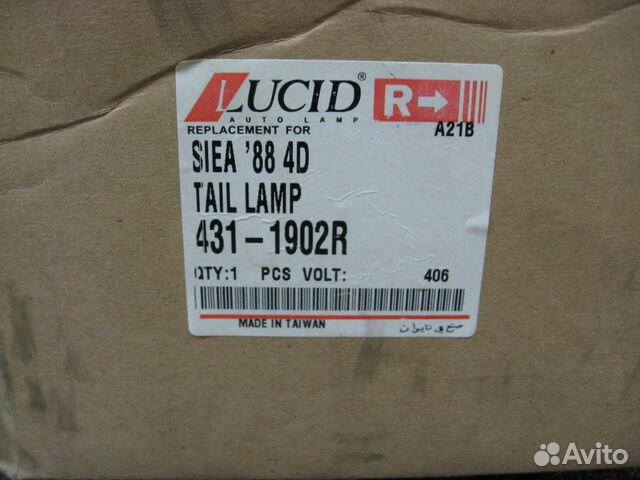 LUCID® R→
AUTO LAMP
REPLACEMENT FOR A21B
SIEA '88 4D
TAIL LAMP
431-1902R
QTY:1 PCS VOLT: 406
MADE IN TAIWAN صنع في تايوان
Avito